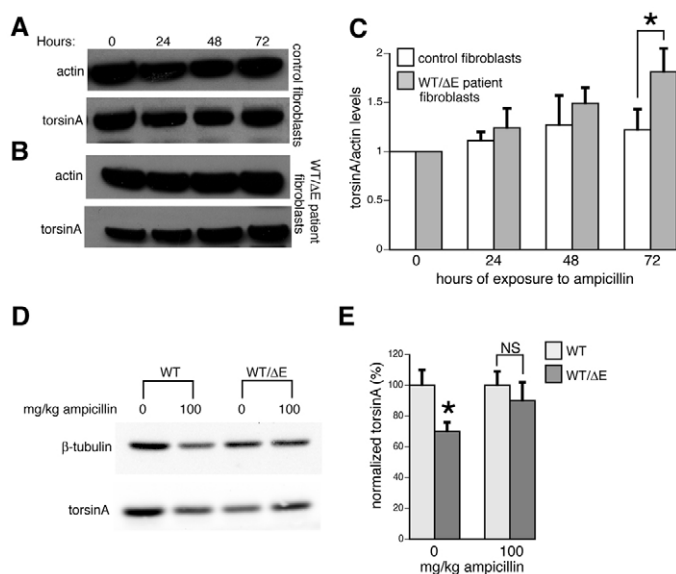 A
Hours: 0 24 48 72
actin
torsinA
control fibroblasts
B
actin
torsinA
WT/ΔE patient
fibroblasts
C
control fibroblasts
WT/ΔE patient
fibroblasts
*
torsinA/actin levels
2
1.5
1
0.5
0
0 24 48 72
hours of exposure to ampicillin
D
WT WT/ΔE
mg/kg ampicillin 0 100 0 100
β-tubulin
torsinA
E
WT
WT/ΔE
NS
*
normalized torsinA (%)
120
100
80
60
40
20
0
0 100
mg/kg ampicillin